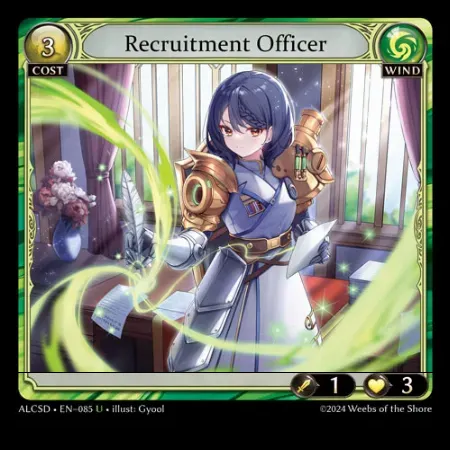 3
Recruitment Officer
COST
WIND
1
3
ALCSD • EN–085 U • illust: Gyool
©2024 Weebs of the Shore